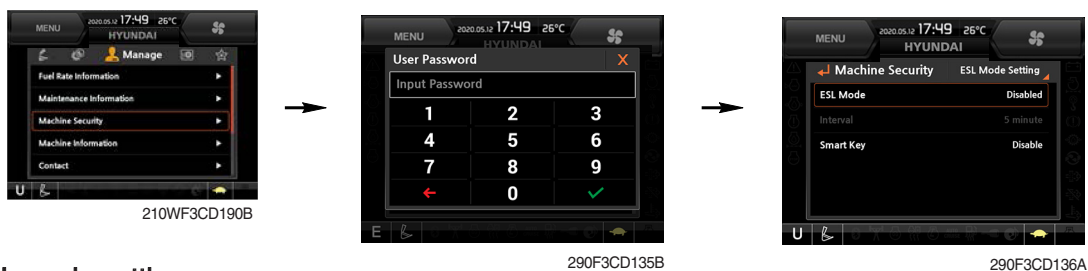 MENU
2020.05.12 17:49 26°C
HYUNDAI
Manage
Fuel Rate Information
Maintenance Information
Machine Security
Machine Information
Contact
U
210WF3CD190B
MENU
2020.05.12 17:49 26°C
HYUNDAI
User Password X
Input Password
1 2 3
4 5 6
7 8 9
0
E
290F3CD135B
MENU
2020.05.12 17:49 26°C
HYUNDAI
Machine Security ESL Mode Setting
ESL Mode Disabled
Interval 5 minute
Smart Key Disable
U
290F3CD136A